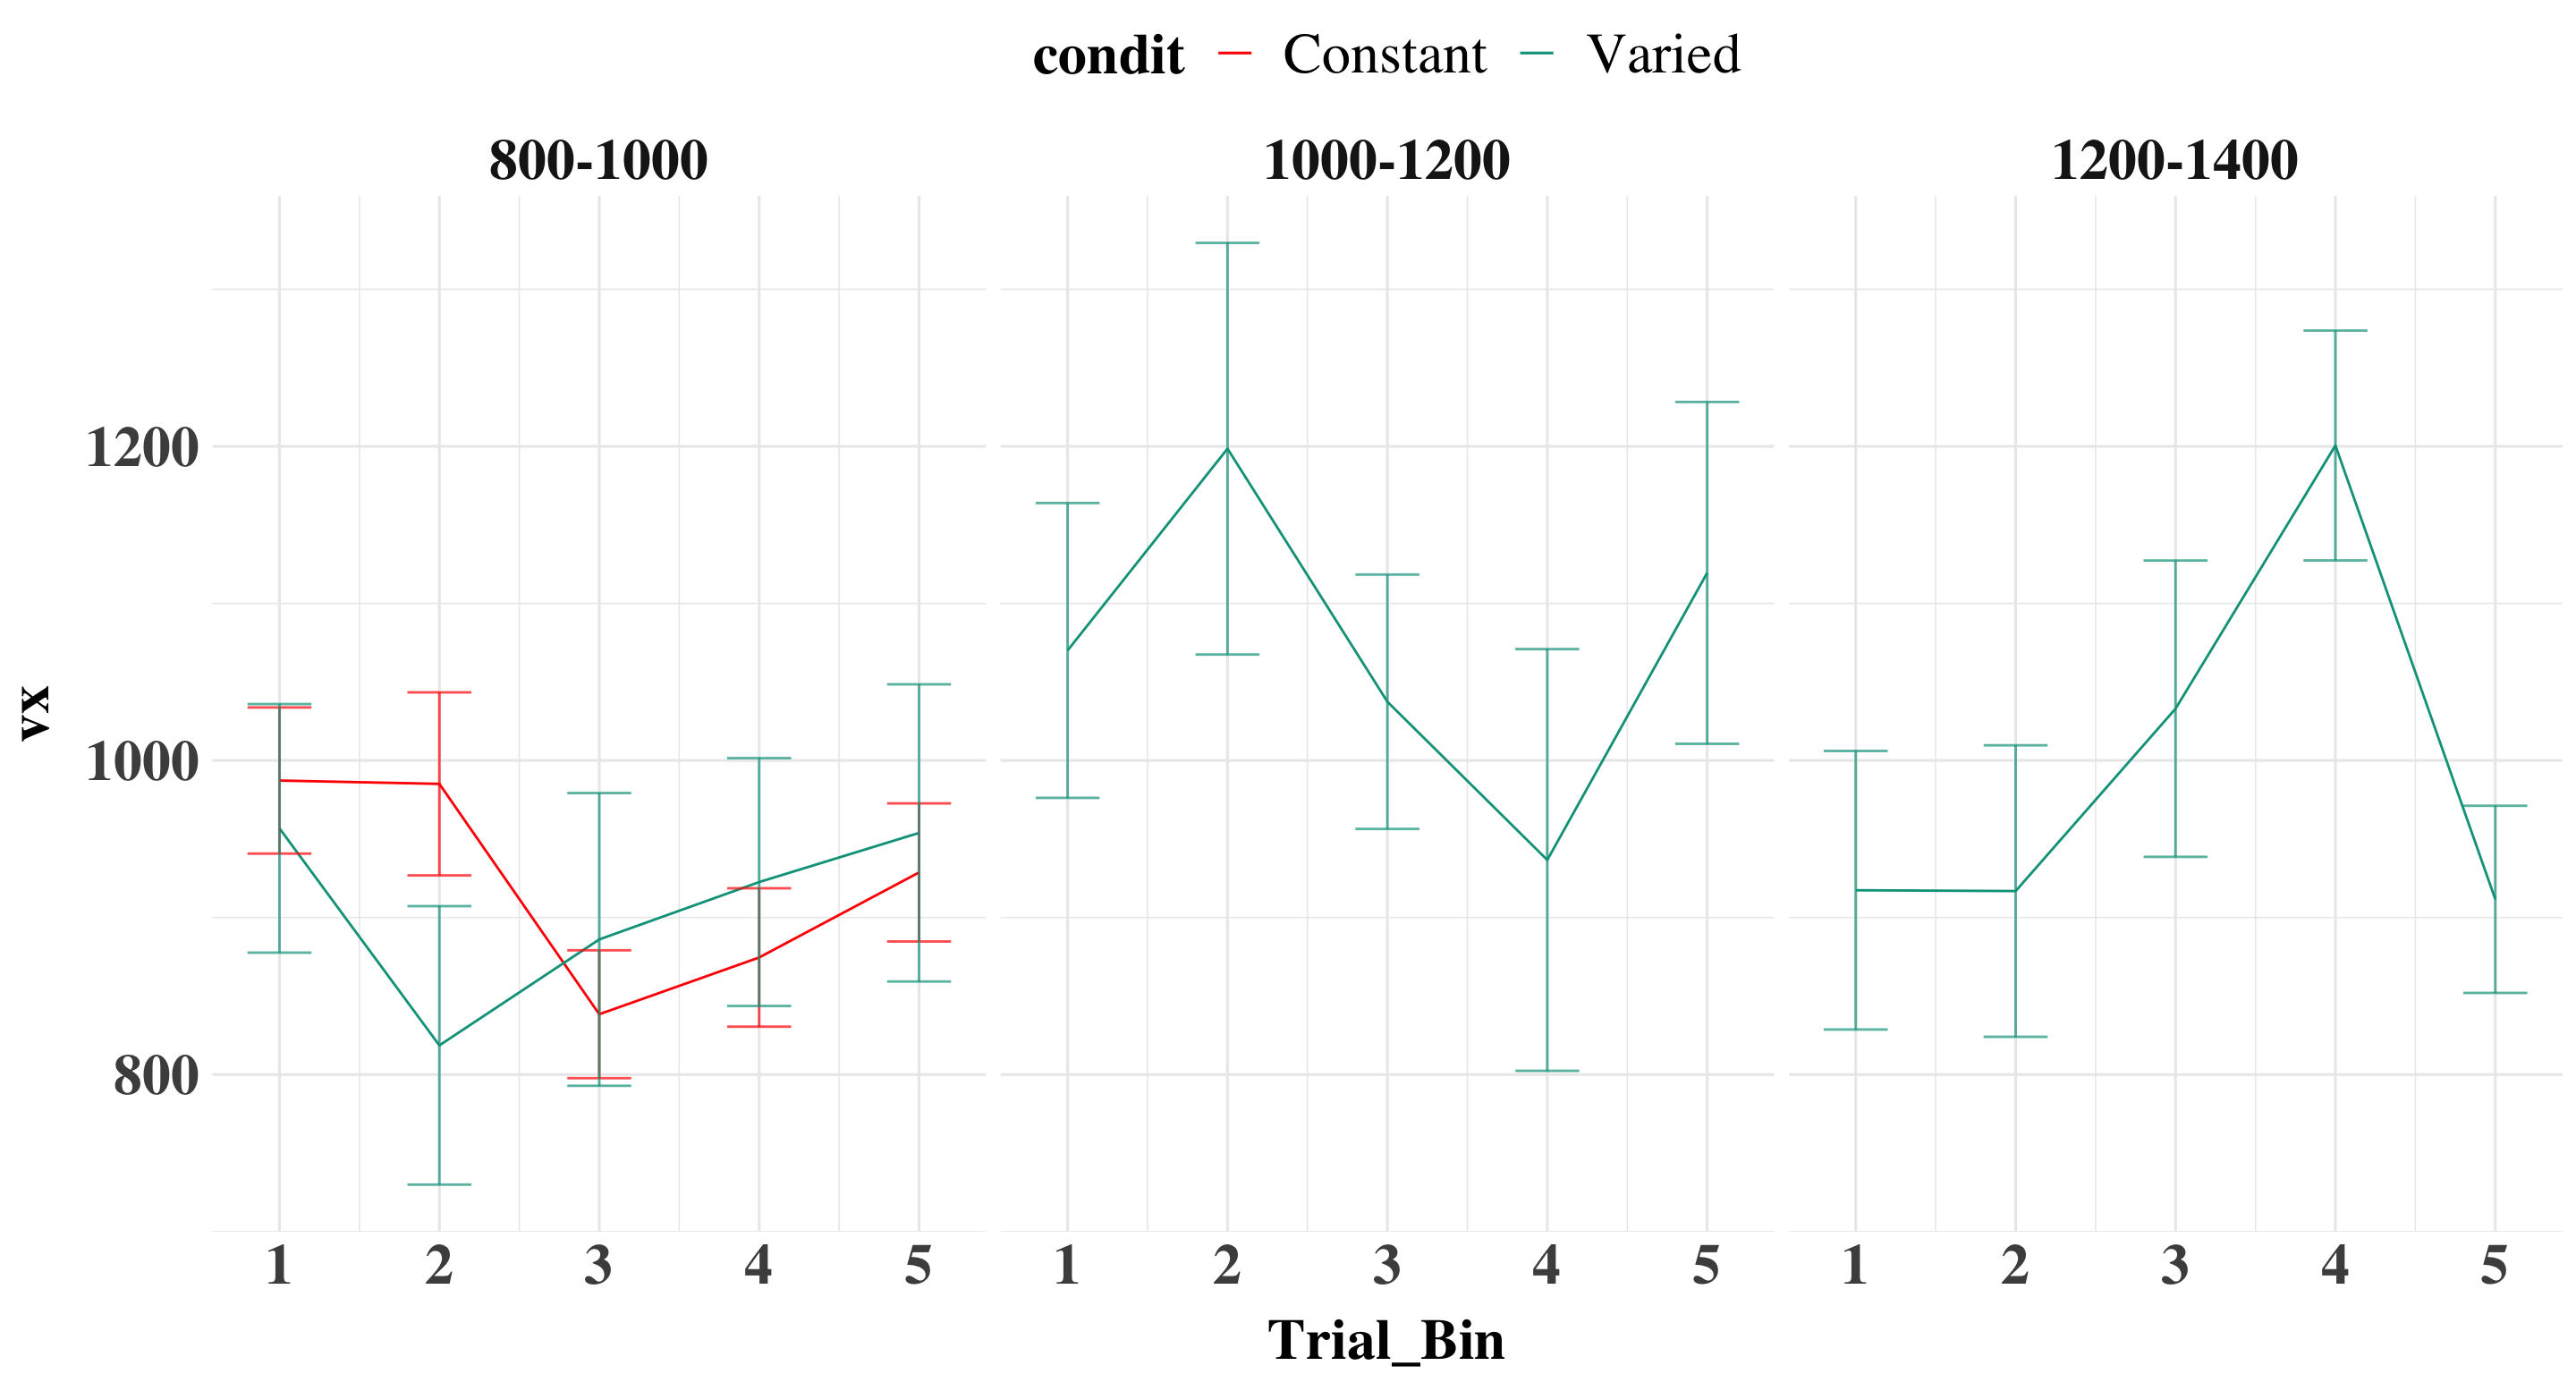 condit Constant Varied
800-1000 1000-1200 1200-1400
1200
1000
800
vx
1 2 3 4 5 1 2 3 4 5 1 2 3 4 5
Trial_Bin